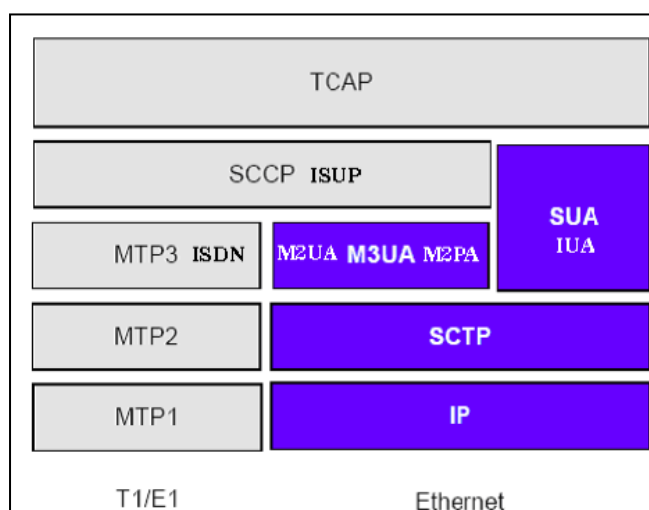 TCAP
SCCP ISUP
SUA
IUA
MTP3 ISDN
M2UA M3UA M2PA
MTP2
SCTP
MTP1
IP
T1/E1
Ethernet